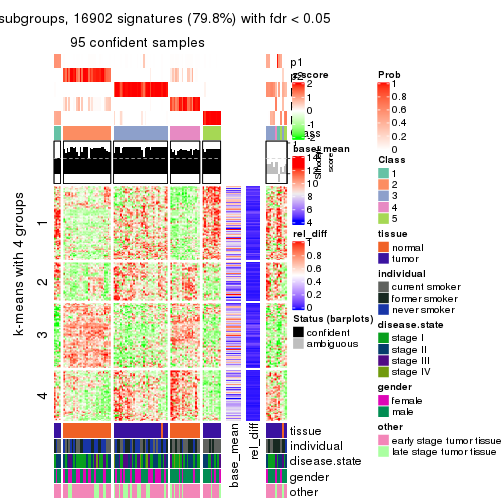 subgroups, 16902 signatures (79.8%) with fdr < 0.05
95 confident samples
p1
Class
Silhouette
score
k-means with 4 groups
1
2
3
4
tissue
individual
disease.state
gender
other
base_mean
rel_diff
z-score
2
1
0
-1
base_mean
14
12
10
8
6
4
rel_diff
1
0.8
0.6
0.4
0.2
0
Status (barplots)
confident
ambiguous
Prob
1
0.8
0.6
0.4
0.2
0
Class
1
2
3
4
5
tissue
normal
tumor
individual
current smoker
former smoker
never smoker
disease.state
stage I
stage II
stage III
stage IV
gender
female
male
other
early stage tumor tissue
late stage tumor tissue